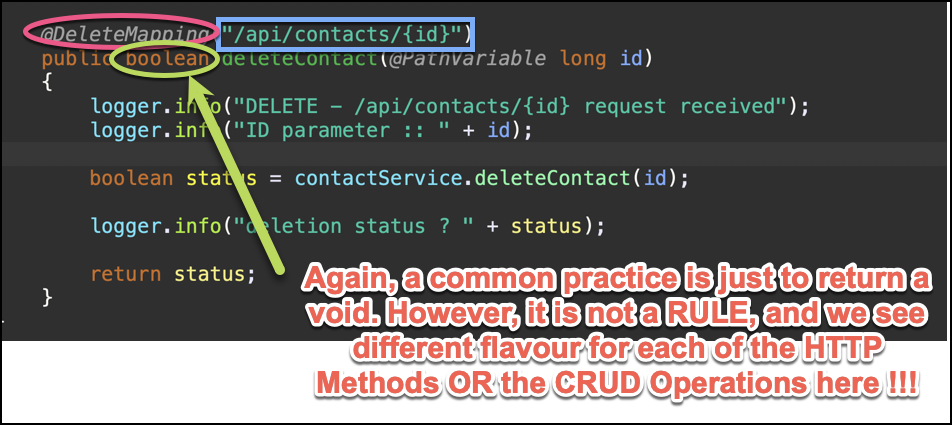 @DeleteMapping("/api/contacts/{id}")
public boolean deleteContact(@PathVariable long id)
{
logger.info("DELETE - /api/contacts/{id} request received");
logger.info("ID parameter :: " + id);
boolean status = contactService.deleteContact(id);
logger.info("deletion status ? " + status);
return status;
}
Again, a common practice is just to return a
void. However, it is not a RULE, and we see
different flavour for each of the HTTP
Methods OR the CRUD Operations here !!!